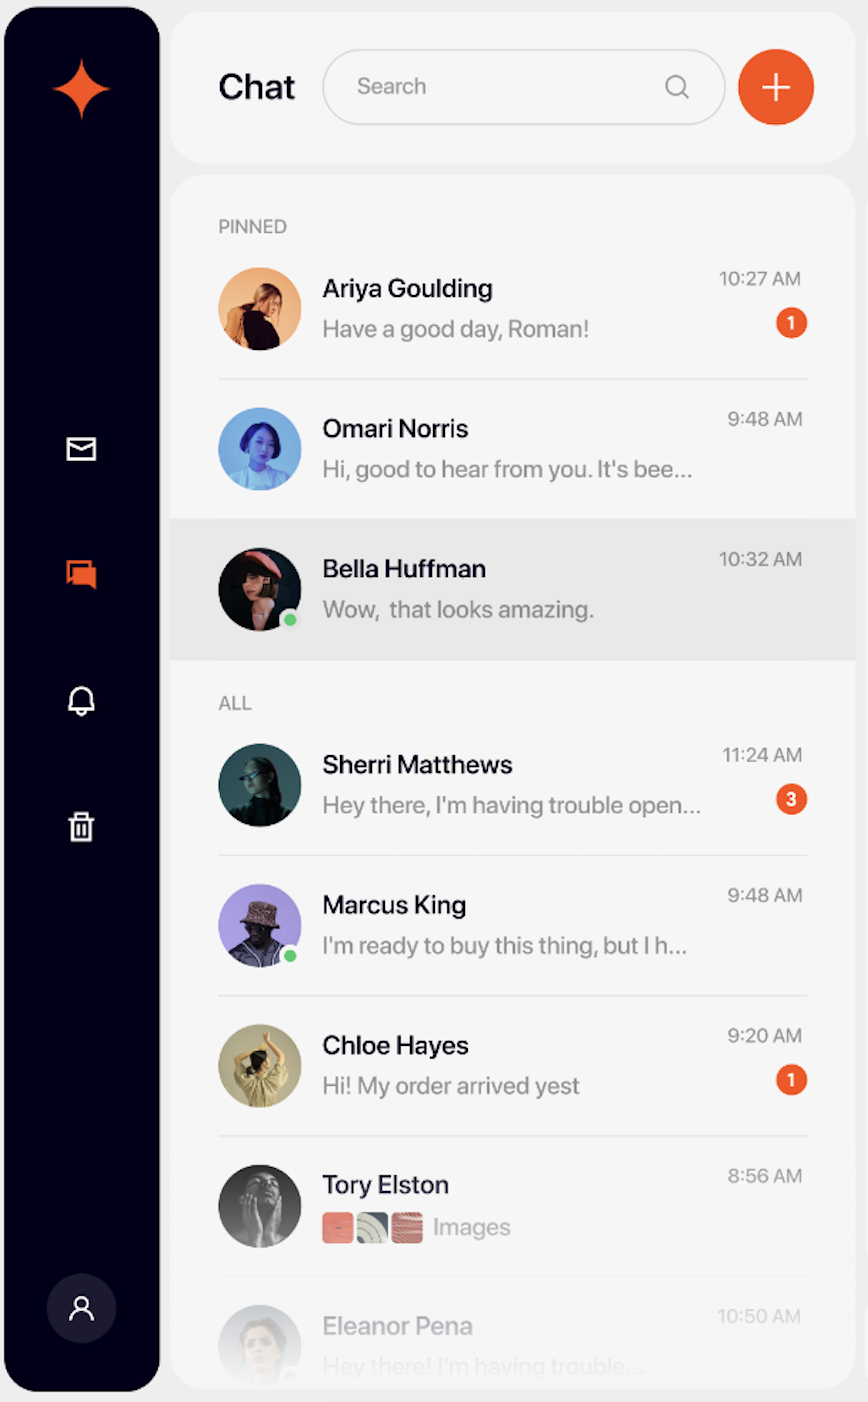 Chat
Search
PINNED
Ariya Goulding
10:27 AM
Have a good day, Roman!
1
Omari Norris
9:48 AM
Hi, good to hear from you. It's bee...
Bella Huffman
10:32 AM
Wow, that looks amazing.
ALL
Sherri Matthews
11:24 AM
Hey there, I'm having trouble open...
3
Marcus King
9:48 AM
I'm ready to buy this thing, but I h...
Chloe Hayes
9:20 AM
Hi! My order arrived yest
1
Tory Elston
8:56 AM
Images
Eleanor Pena
10:50 AM
Hey there! I'm having trouble...